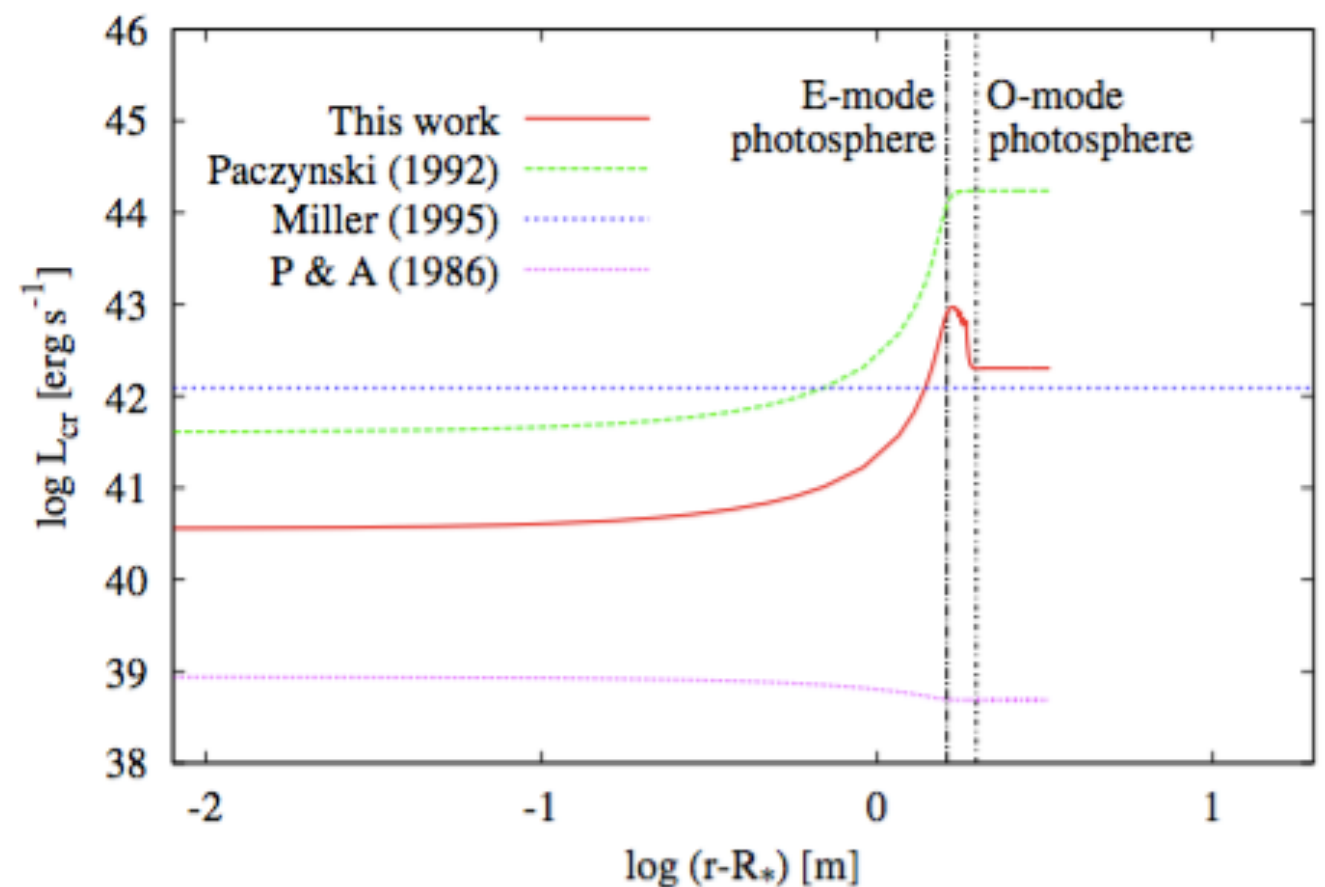 46
45
44
43
42
41
40
39
38
log L_cr [erg s^-1]
This work
Paczynski (1992)
Miller (1995)
P & A (1986)
E-mode
photosphere
O-mode
photosphere
-2 -1 0 1
log (r-R_*) [m]